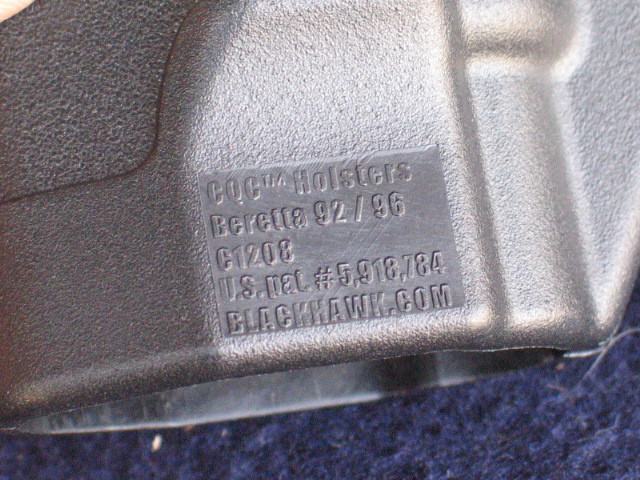 CQC™ Holsters
Beretta 92 / 96
C1208
U.S. pat. # 5,918,784
BLACKHAWK.COM